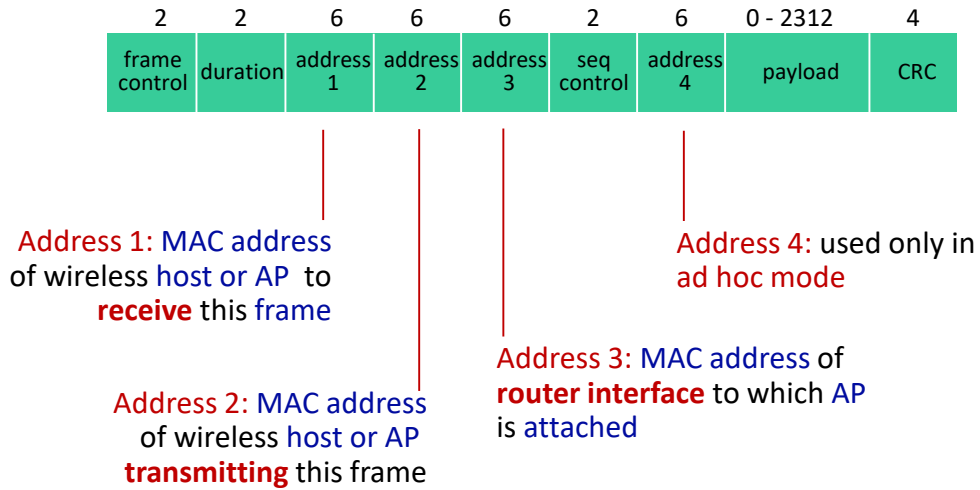 2 2 6 6 6 2 6 0 - 2312 4
frame control duration address 1 address 2 address 3 seq control address 4 payload CRC
Address 1: MAC address
of wireless host or AP to
receive this frame
Address 2: MAC address
of wireless host or AP
transmitting this frame
Address 3: MAC address of
router interface to which AP
is attached
Address 4: used only in
ad hoc mode